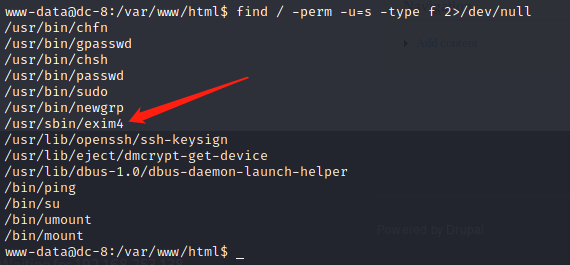 www-data@dc-8:/var/www/html$ find / -perm -u=s -type f 2>/dev/null
/usr/bin/chfn
/usr/bin/gpasswd
/usr/bin/chsh
/usr/bin/passwd
/usr/bin/sudo
/usr/bin/newgrp
/usr/sbin/exim4
/usr/lib/openssh/ssh-keysign
/usr/lib/eject/dmcrypt-get-device
/usr/lib/dbus-1.0/dbus-daemon-launch-helper
/bin/ping
/bin/su
/bin/umount
/bin/mount
www-data@dc-8:/var/www/html$ _
Add content
Powered by Drupal